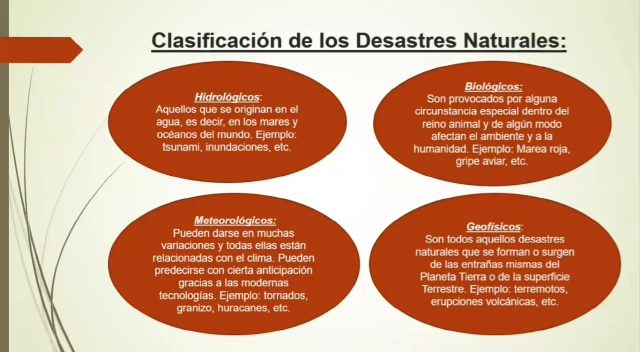 Clasificación de los Desastres Naturales:
Hidrológicos:
Aquellos que se originan en el
agua, es decir, en los mares y
océanos del mundo. Ejemplo:
tsunami, inundaciones, etc.
Biológicos:
Son provocados por alguna
circunstancia especial dentro del
reino animal y de algún modo
afectan el ambiente y a la
humanidad. Ejemplo: Marea roja,
gripe aviar, etc.
Meteorológicos:
Pueden darse en muchas
variaciones y todas ellas están
relacionadas con el clima. Pueden
predecirse con cierta anticipación
gracias a las modernas
tecnologías. Ejemplo: tornados,
granizo, huracanes, etc.
Geofísicos:
Son todos aquellos desastres
naturales que se forman o surgen
de las entrañas mismas del
Planeta Tierra o de la superficie
Terrestre. Ejemplo: terremotos,
erupciones volcánicas, etc.